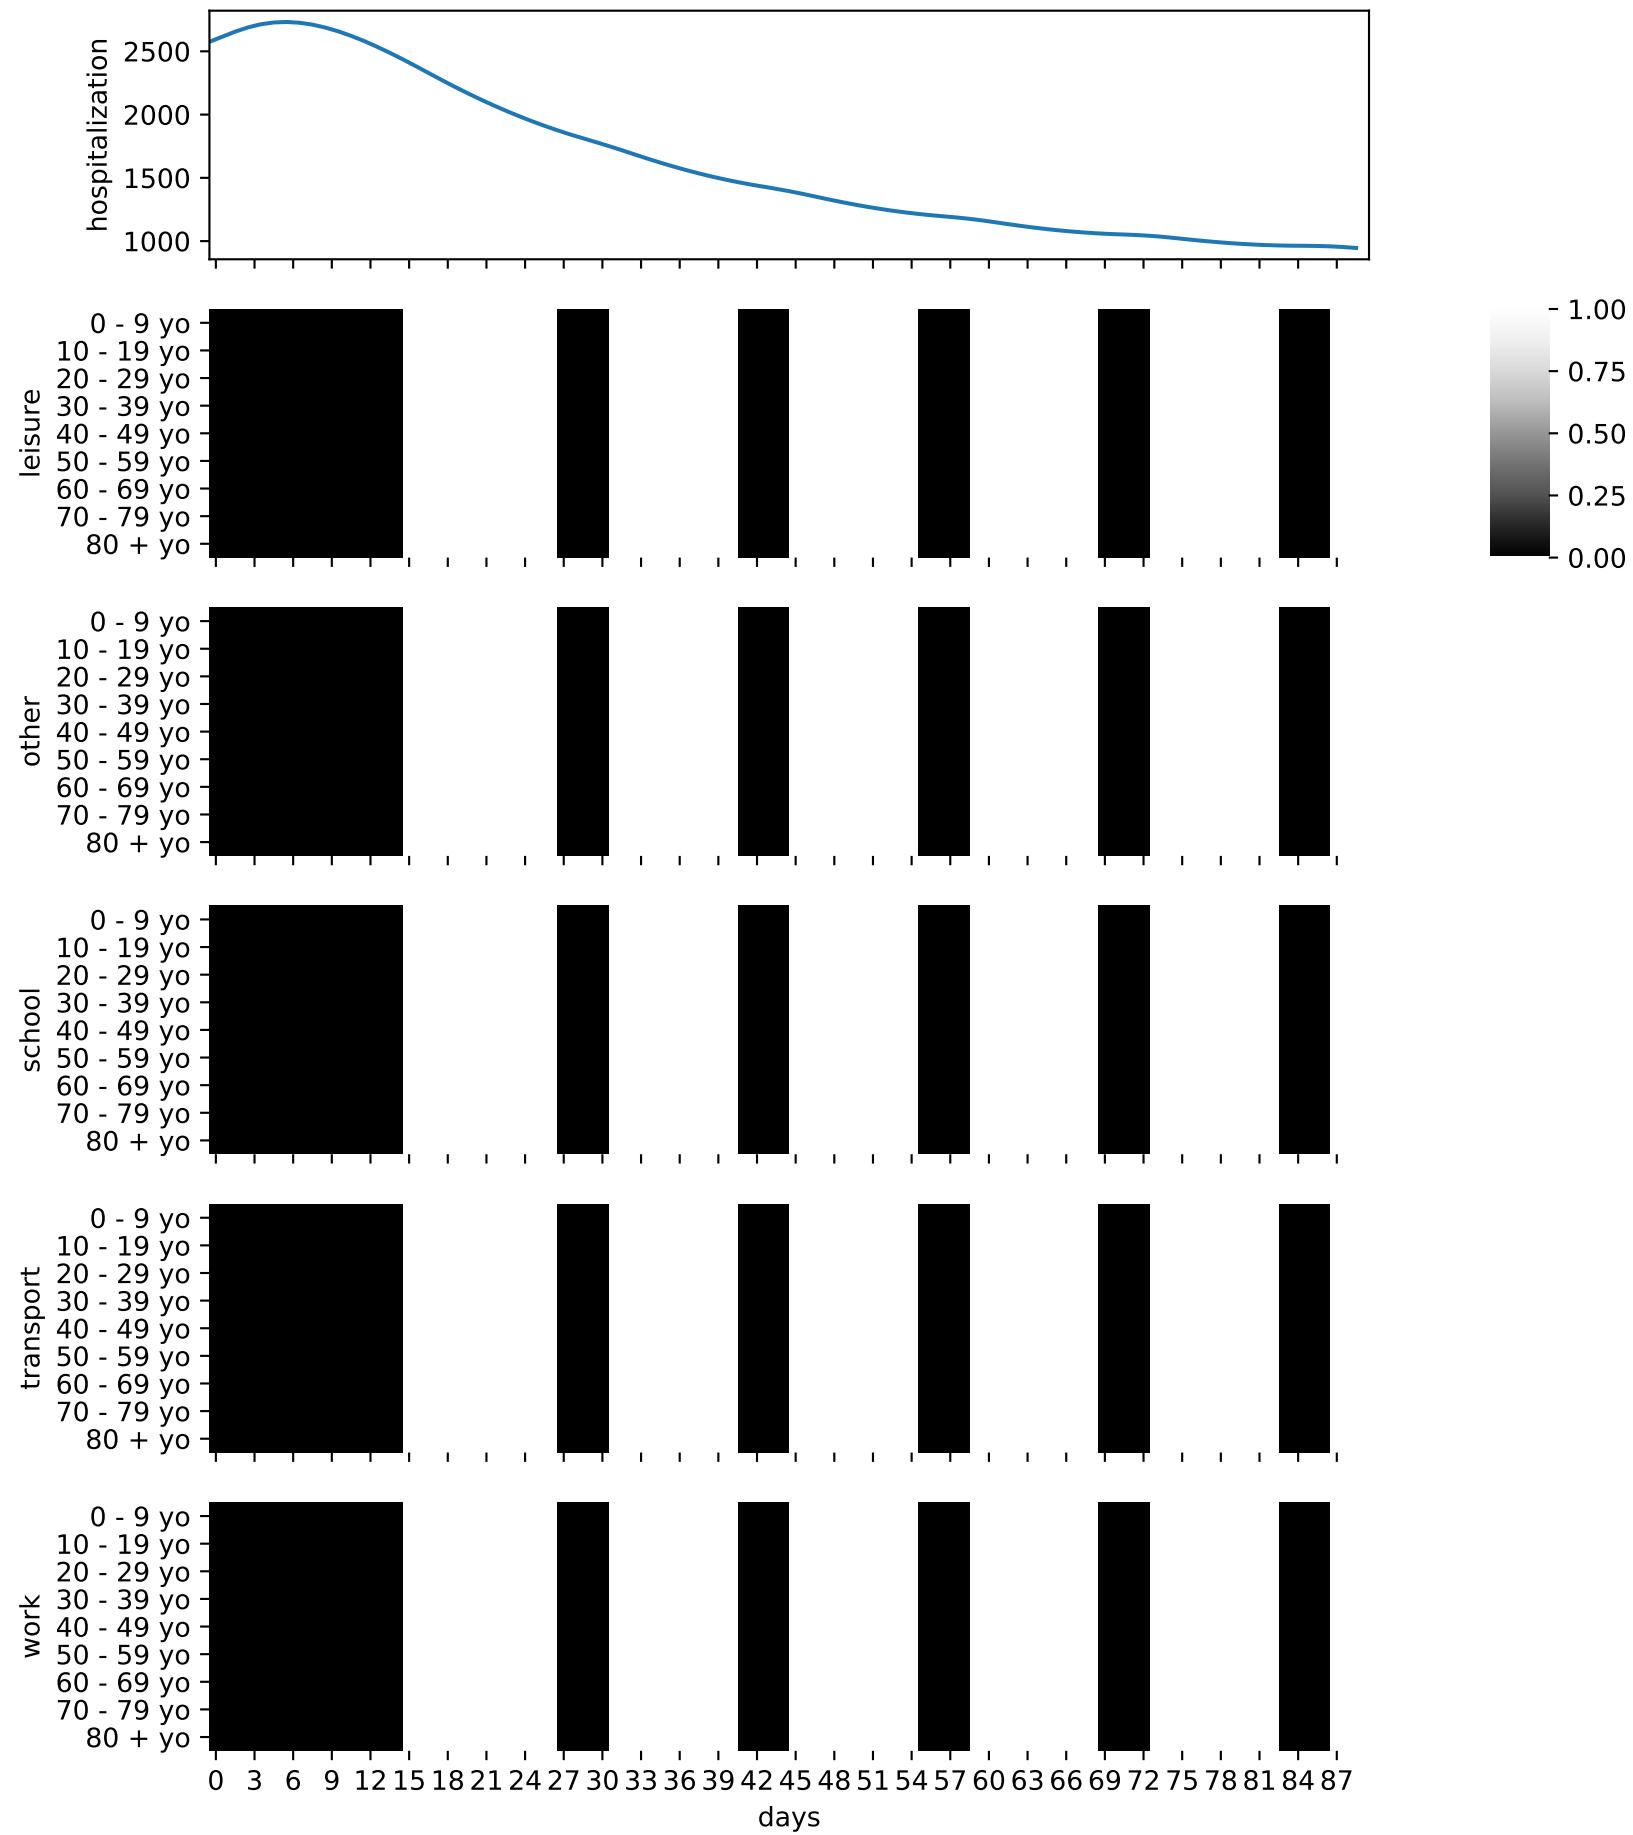 hospitalization
2500
2000
1500
1000
leisure
0 - 9 yo
10 - 19 yo
20 - 29 yo
30 - 39 yo
40 - 49 yo
50 - 59 yo
60 - 69 yo
70 - 79 yo
80 + yo
1.00
0.75
0.50
0.25
0.00
other
0 - 9 yo
10 - 19 yo
20 - 29 yo
30 - 39 yo
40 - 49 yo
50 - 59 yo
60 - 69 yo
70 - 79 yo
80 + yo
school
0 - 9 yo
10 - 19 yo
20 - 29 yo
30 - 39 yo
40 - 49 yo
50 - 59 yo
60 - 69 yo
70 - 79 yo
80 + yo
transport
0 - 9 yo
10 - 19 yo
20 - 29 yo
30 - 39 yo
40 - 49 yo
50 - 59 yo
60 - 69 yo
70 - 79 yo
80 + yo
work
0 - 9 yo
10 - 19 yo
20 - 29 yo
30 - 39 yo
40 - 49 yo
50 - 59 yo
60 - 69 yo
70 - 79 yo
80 + yo
0 3 6 9 12 15 18 21 24 27 30 33 36 39 42 45 48 51 54 57 60 63 66 69 72 75 78 81 84 87
days